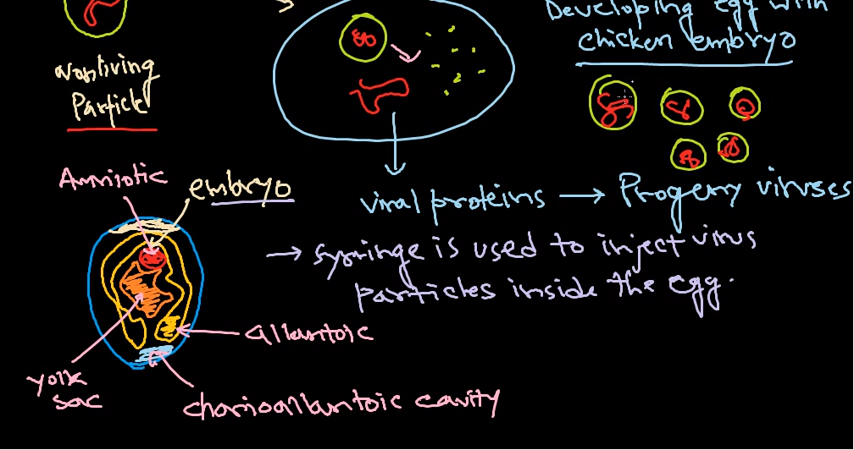 Developing egg with
chicken embryo
Nonliving
Particle
Amniotic
embryo
viral proteins → Progeny viruses
→ Syringe is used to inject virus
particles inside the egg.
allantoic
yolk
sac
chorioallantoic cavity